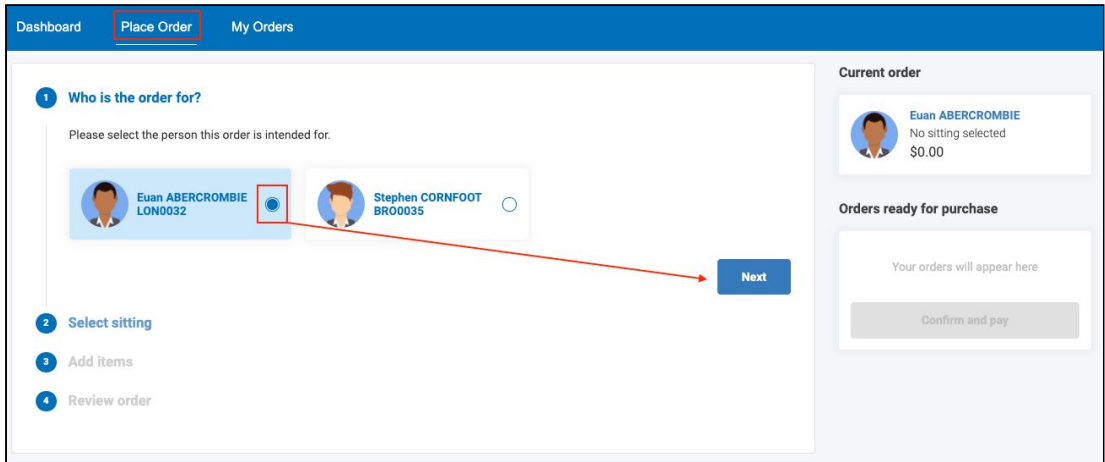 Dashboard Place Order My Orders
1 Who is the order for?
Please select the person this order is intended for.
Euan ABERCROMBIE
LON0032
Stephen CORNFOOT
BRO0035
Next
2 Select sitting
3 Add items
4 Review order
Current order
Euan ABERCROMBIE
No sitting selected
$0.00
Orders ready for purchase
Your orders will appear here
Confirm and pay